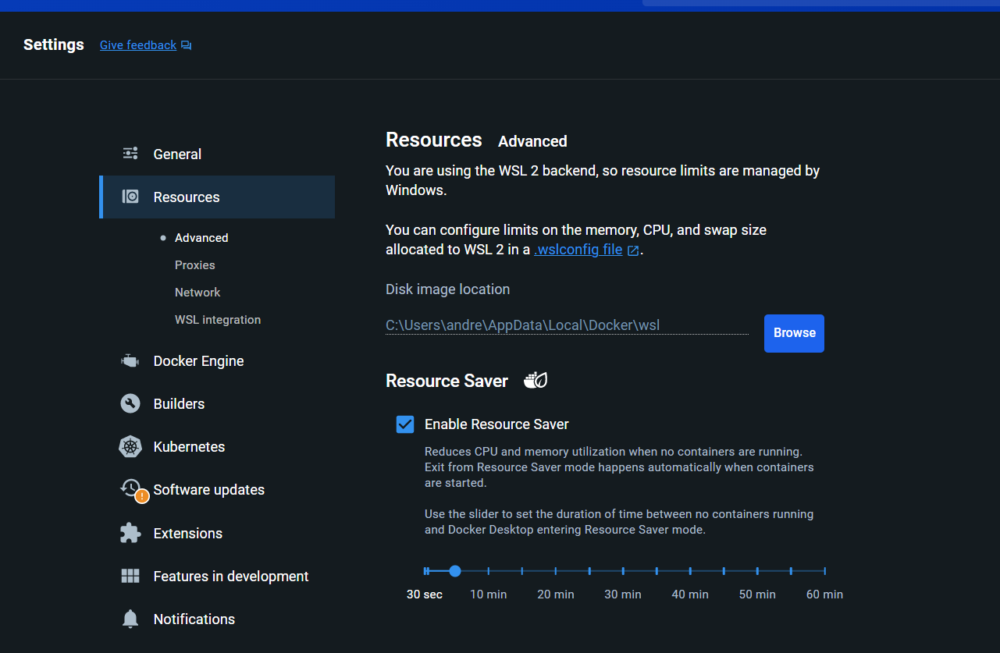 Settings Give feedback
General
Resources
Advanced
Proxies
Network
WSL integration
Docker Engine
Builders
Kubernetes
Software updates
Extensions
Features in development
Notifications
Resources Advanced
You are using the WSL 2 backend, so resource limits are managed by
Windows.
You can configure limits on the memory, CPU, and swap size
allocated to WSL 2 in a .wslconfig file.
Disk image location
C:\Users\andre\AppData\Local\Docker\wsl
Browse
Resource Saver
Enable Resource Saver
Reduces CPU and memory utilization when no containers are running.
Exit from Resource Saver mode happens automatically when containers
are started.
Use the slider to set the duration of time between no containers running
and Docker Desktop entering Resource Saver mode.
30 sec 10 min 20 min 30 min 40 min 50 min 60 min